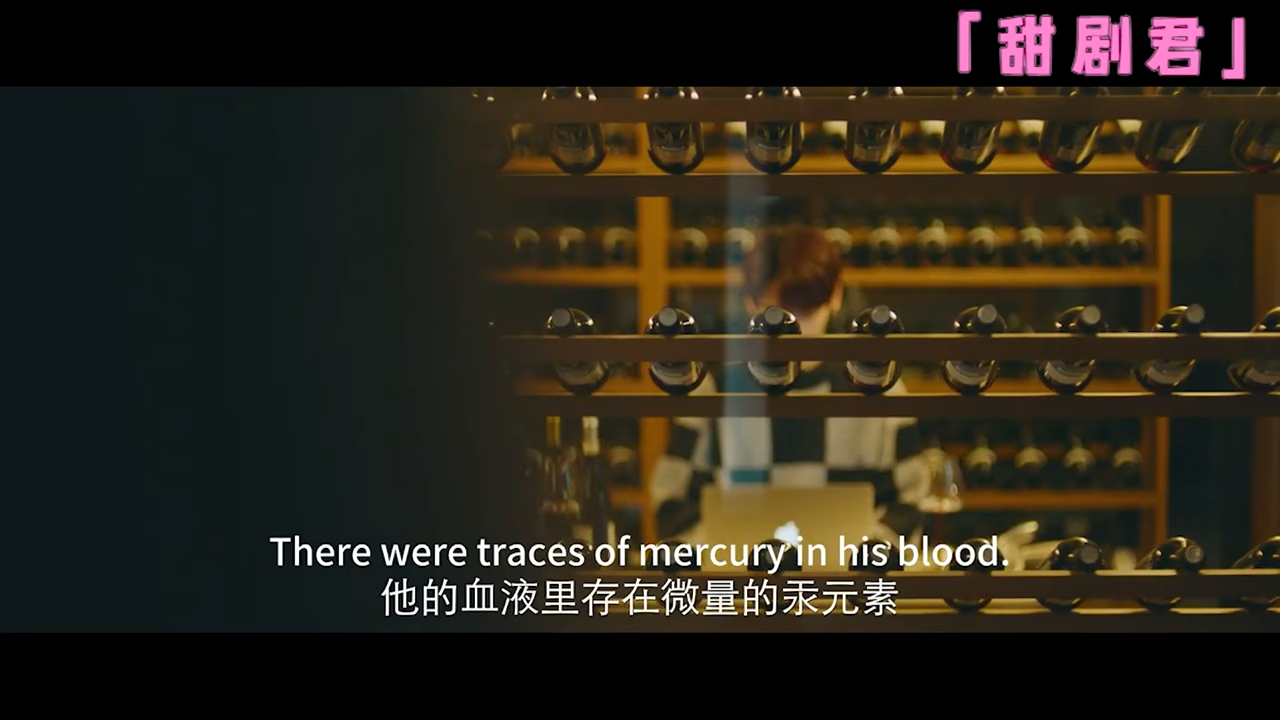 「甜剧君」
There were traces of mercury in his blood.
他的血液里存在微量的汞元素